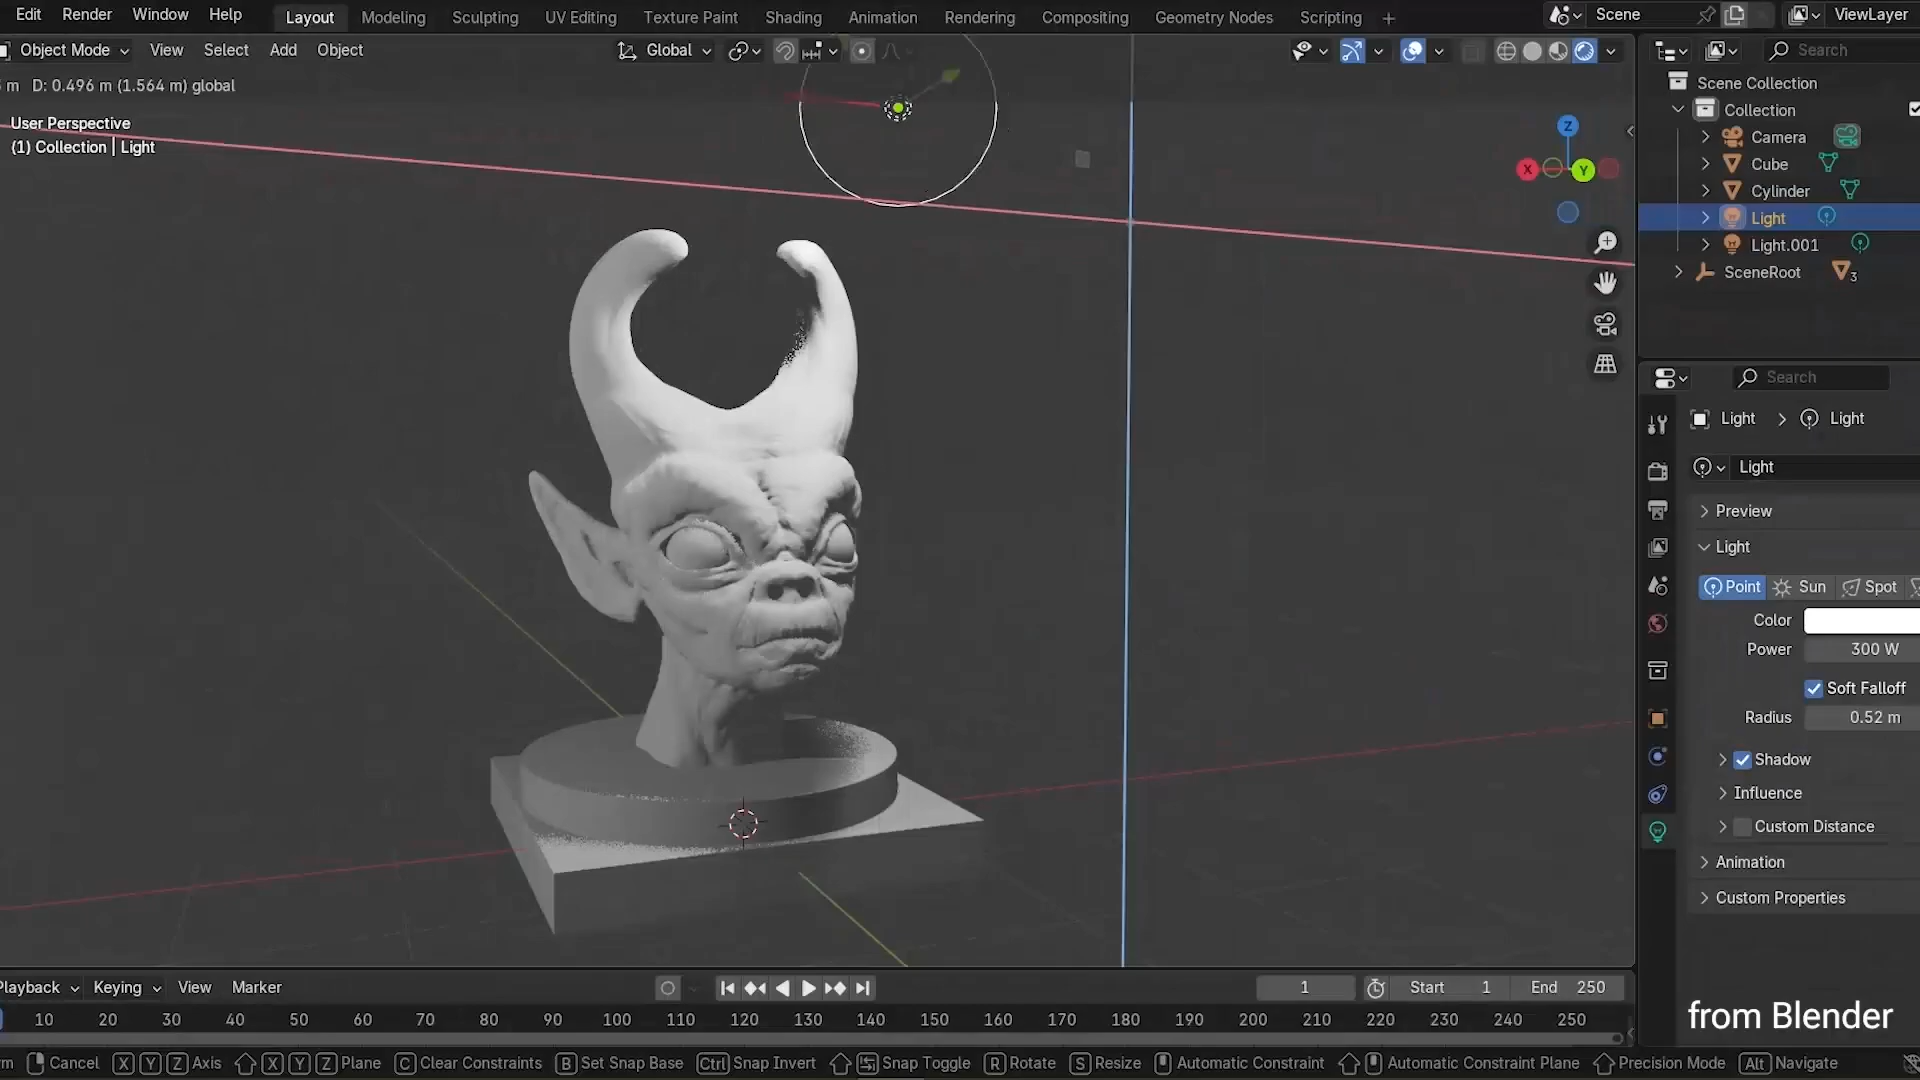 Edit Render Window Help Layout Modeling Sculpting UV Editing Texture Paint Shading Animation Rendering Compositing Geometry Nodes Scripting + Scene ViewLayer
Object Mode View Select Add Object Global Search
m D: 0.496 m (1.564 m) global
User Perspective
(1) Collection | Light
Z
X
Y
Scene Collection
Collection
Camera
Cube
Cylinder
Light
Light.001
SceneRoot 3
Search
Light > Light
Light
Preview
Light
Point Sun Spot
Color
Power 300 W
Soft Falloff
Radius 0.52 m
Shadow
Influence
Custom Distance
Animation
Custom Properties
Playback Keying View Marker 1 Start 1 End 250
10 20 30 40 50 60 70 80 90 100 110 120 130 140 150 160 170 180 190 200 210 220 230 240 250
from Blender
Cancel X Y Z Axis X Y Z Plane C Clear Constraints B Set Snap Base Ctrl Snap Invert Snap Toggle R Rotate S Resize Automatic Constraint Automatic Constraint Plane Precision Mode Alt Navigate